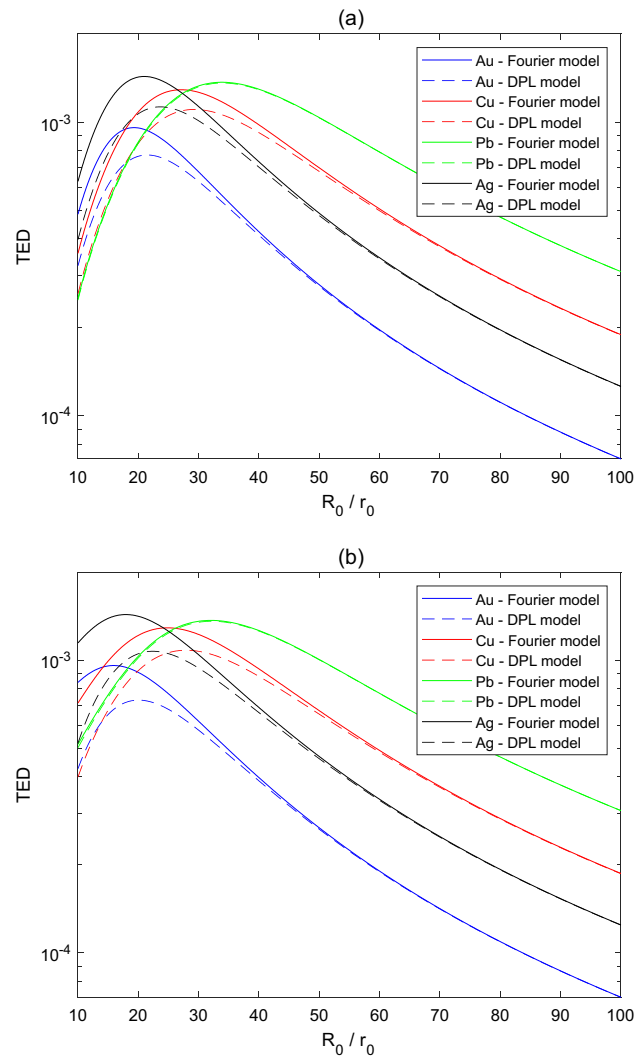 (a)
TED
10^-3
10^-4
Au - Fourier model
Au - DPL model
Cu - Fourier model
Cu - DPL model
Pb - Fourier model
Pb - DPL model
Ag - Fourier model
Ag - DPL model
10 20 30 40 50 60 70 80 90 100
R_0 / r_0
(b)
TED
10^-3
10^-4
Au - Fourier model
Au - DPL model
Cu - Fourier model
Cu - DPL model
Pb - Fourier model
Pb - DPL model
Ag - Fourier model
Ag - DPL model
10 20 30 40 50 60 70 80 90 100
R_0 / r_0